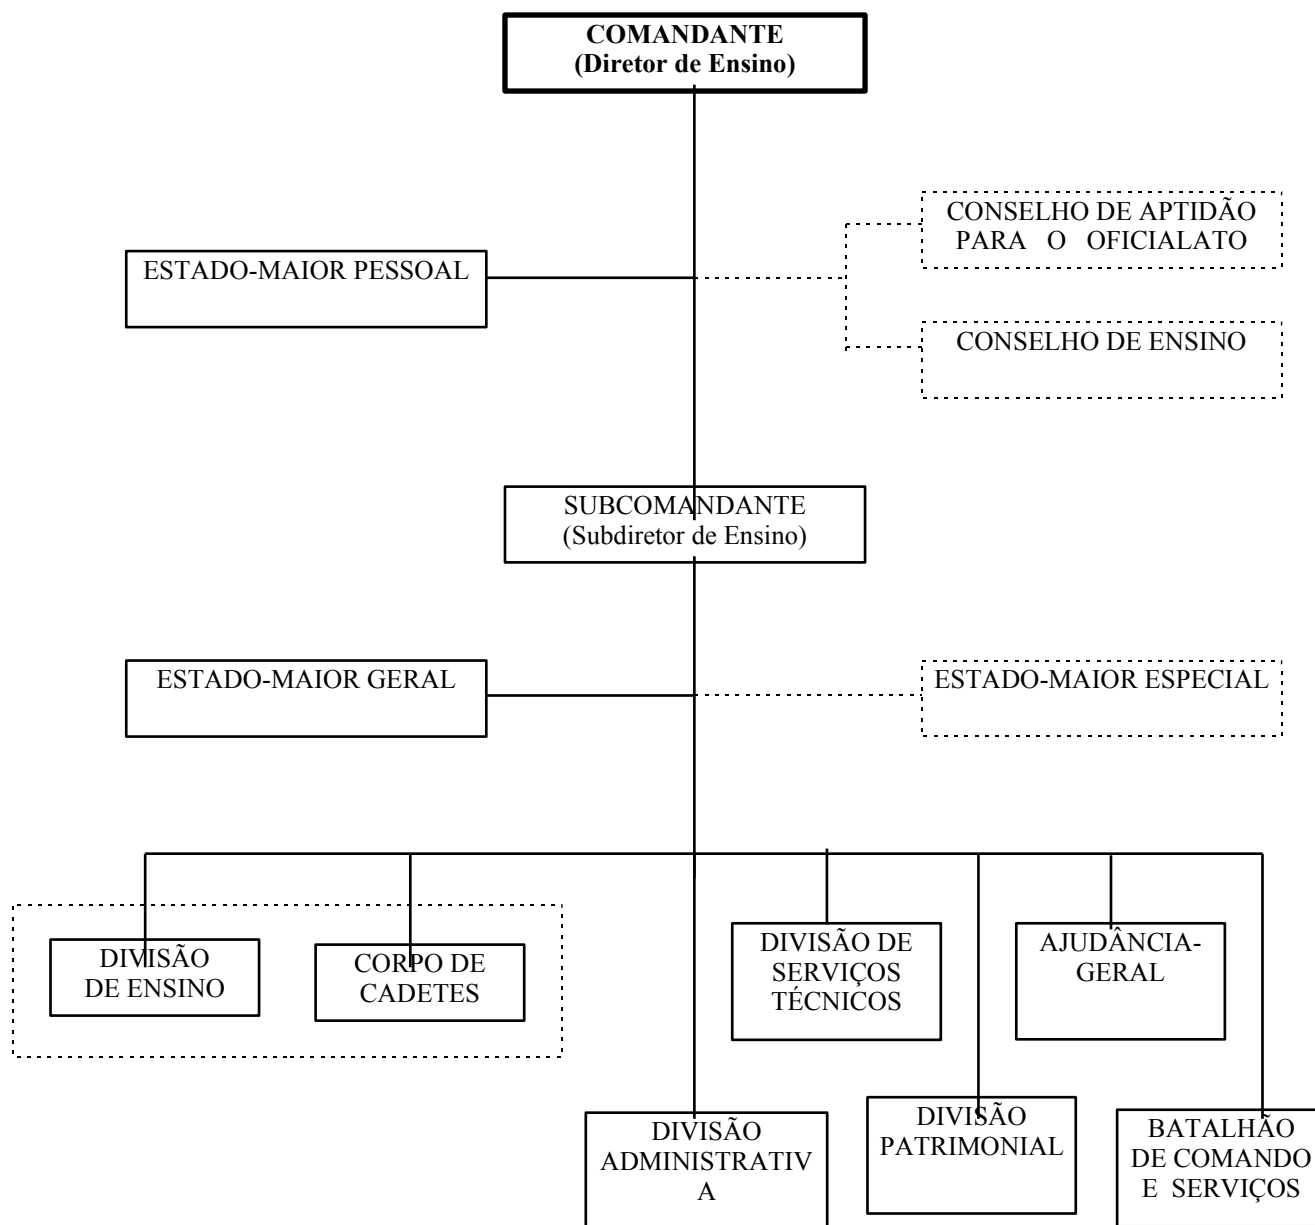 COMANDANTE
(Diretor de Ensino)
CONSELHO DE APTIDÃO
PARA O OFICIALATO
ESTADO-MAIOR PESSOAL
CONSELHO DE ENSINO
SUBCOMANDANTE
(Subdiretor de Ensino)
ESTADO-MAIOR GERAL
ESTADO-MAIOR ESPECIAL
DIVISÃO
DE ENSINO
CORPO DE
CADETES
DIVISÃO DE
SERVIÇOS
TÉCNICOS
AJUDÂNCIA-
GERAL
DIVISÃO
ADMINISTRATIV
A
DIVISÃO
PATRIMONIAL
BATALHÃO
DE COMANDO
E SERVIÇOS